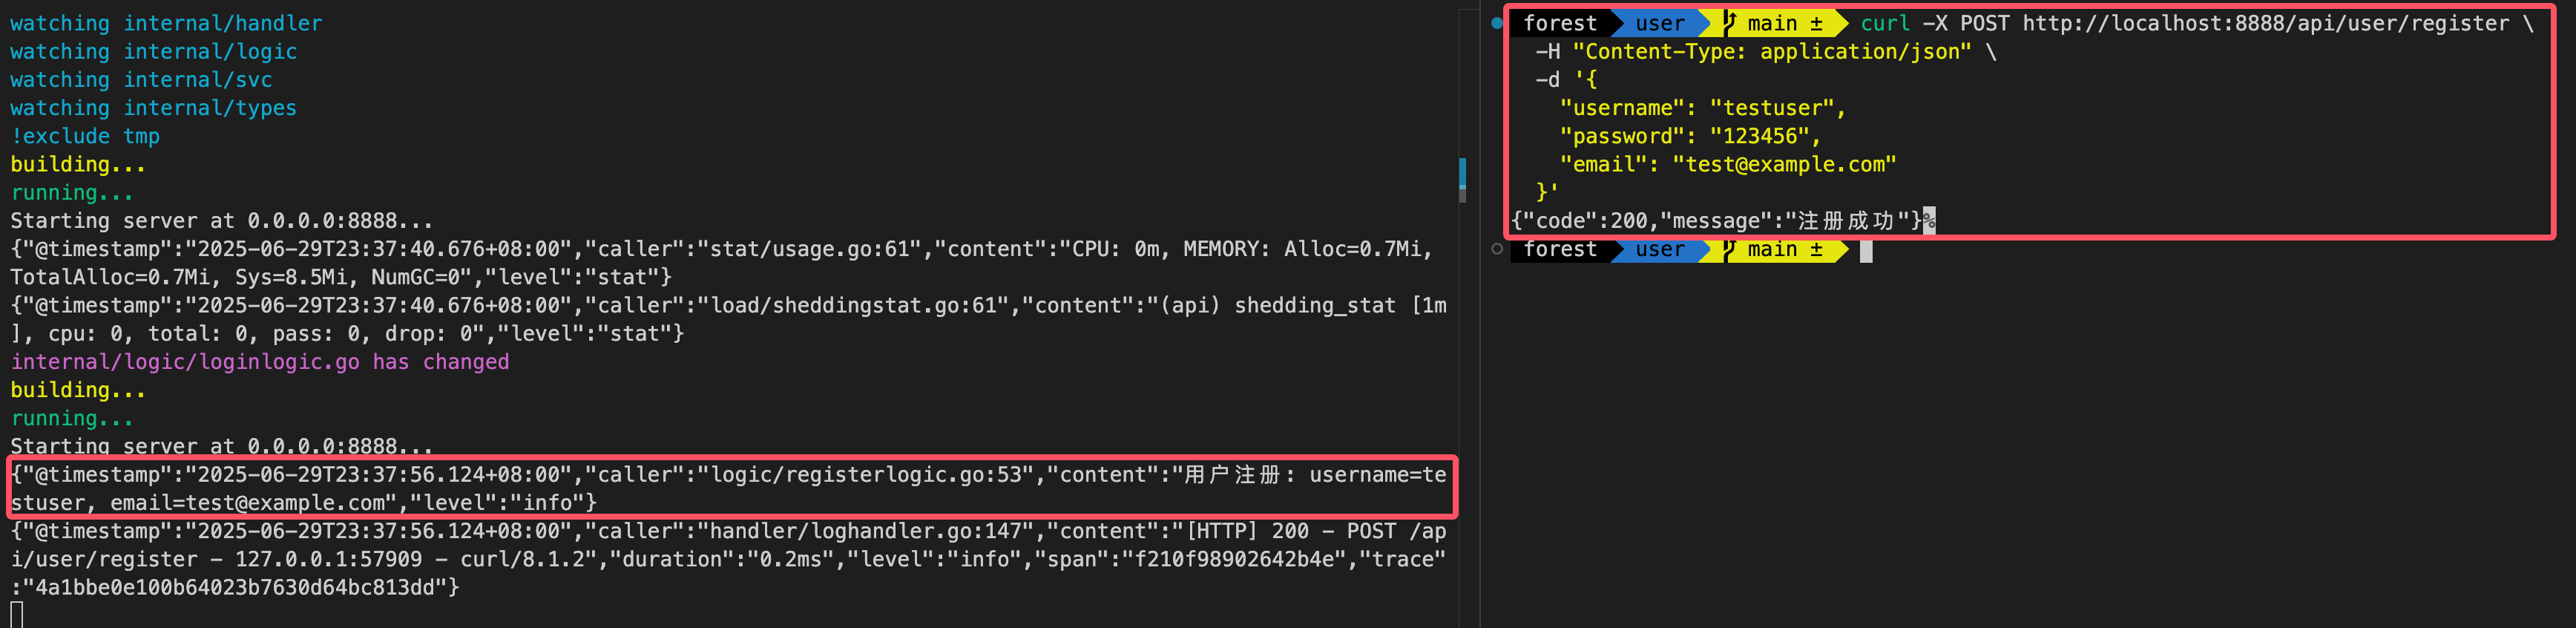 watching internal/handler
watching internal/logic
watching internal/svc
watching internal/types
!exclude tmp
building...
running...
Starting server at 0.0.0.0:8888...
{"@timestamp":"2025-06-29T23:37:40.676+08:00","caller":"stat/usage.go:61","content":"CPU: 0m, MEMORY: Alloc=0.7Mi,
TotalAlloc=0.7Mi, Sys=8.5Mi, NumGC=0","level":"stat"}
{"@timestamp":"2025-06-29T23:37:40.676+08:00","caller":"load/sheddingstat.go:61","content":"(api) shedding_stat [1m
], cpu: 0, total: 0, pass: 0, drop: 0","level":"stat"}
internal/logic/loginlogic.go has changed
building...
running...
Starting server at 0.0.0.0:8888...
{"@timestamp":"2025-06-29T23:37:56.124+08:00","caller":"logic/registerlogic.go:53","content":"用户注册: username=te
stuser, email=test@example.com","level":"info"}
{"@timestamp":"2025-06-29T23:37:56.124+08:00","caller":"handler/loghandler.go:147","content":"[HTTP] 200 - POST /ap
i/user/register - 127.0.0.1:57909 - curl/8.1.2","duration":"0.2ms","level":"info","span":"f210f98902642b4e","trace"
:"4a1bbe0e100b64023b7630d64bc813dd"}
forest user main ± curl -X POST http://localhost:8888/api/user/register \
-H "Content-Type: application/json" \
-d '{
"username": "testuser",
"password": "123456",
"email": "test@example.com"
}'
{"code":200,"message":"注册成功"}%
forest user main ±